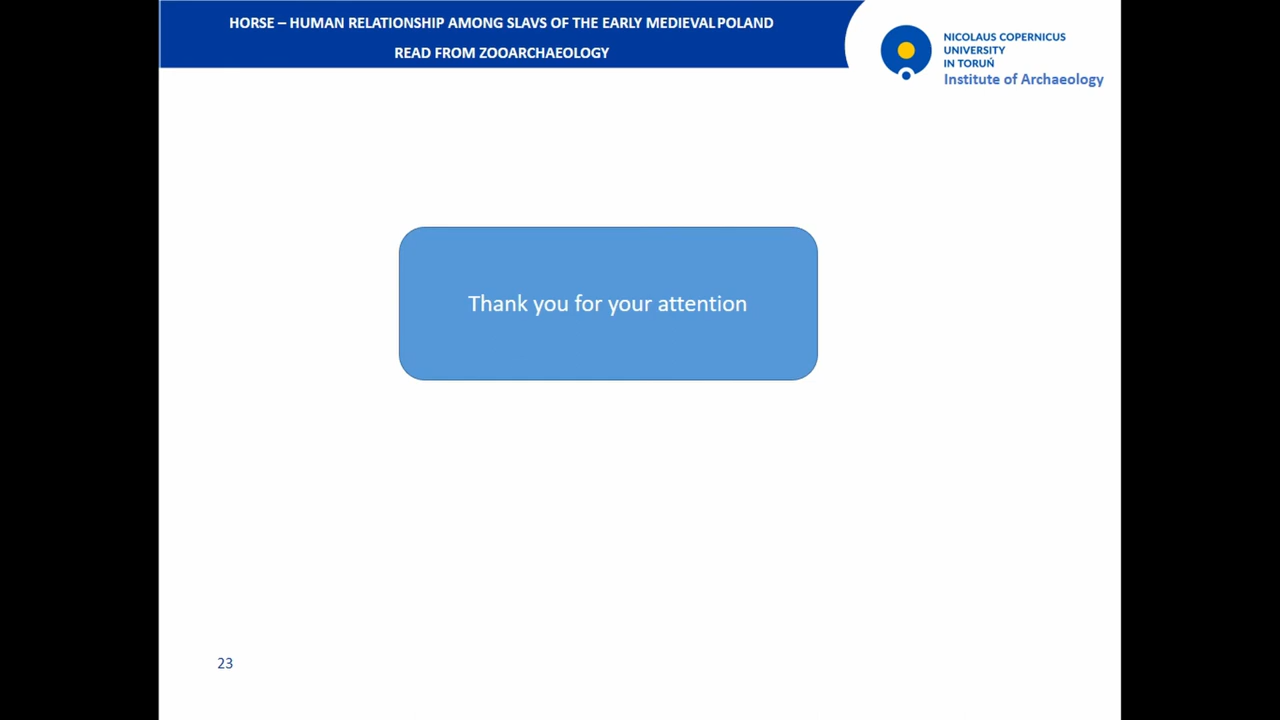 HORSE – HUMAN RELATIONSHIP AMONG SLAVS OF THE EARLY MEDIEVAL POLAND
READ FROM ZOOARCHAEOLOGY
NICOLAUS COPERNICUS
UNIVERSITY
IN TORUŃ
Institute of Archaeology
Thank you for your attention
23